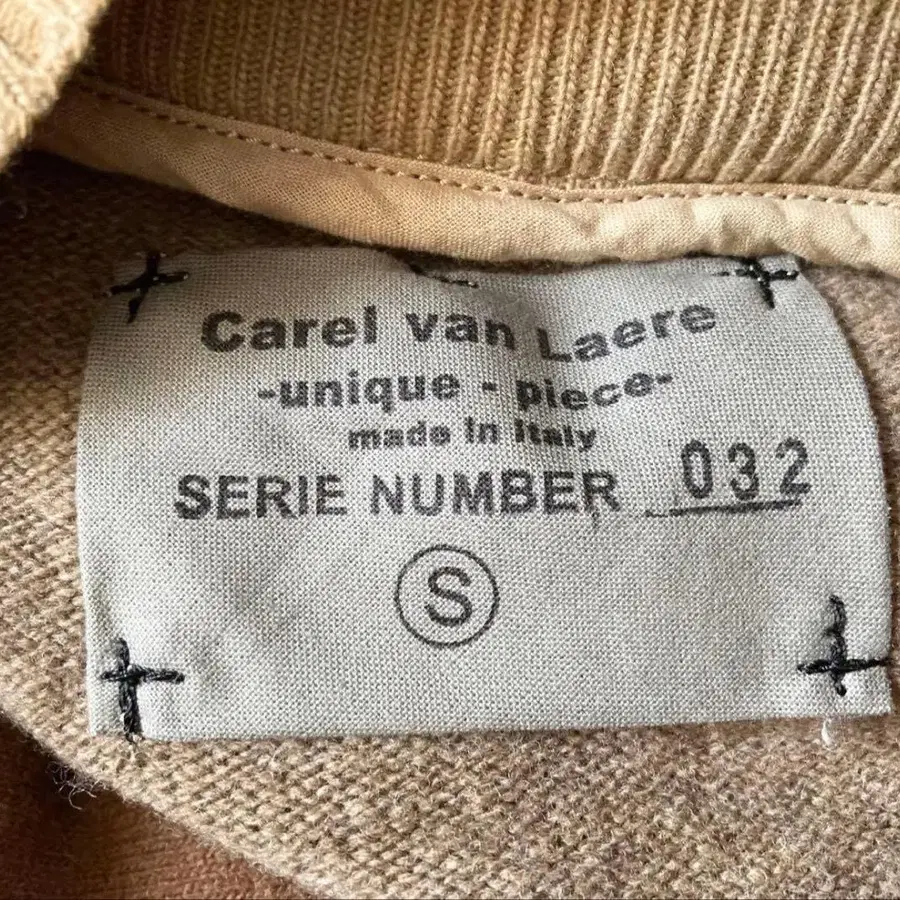 Carel van Laere
-unique - piece-
made in Italy
SERIE NUMBER 032
S